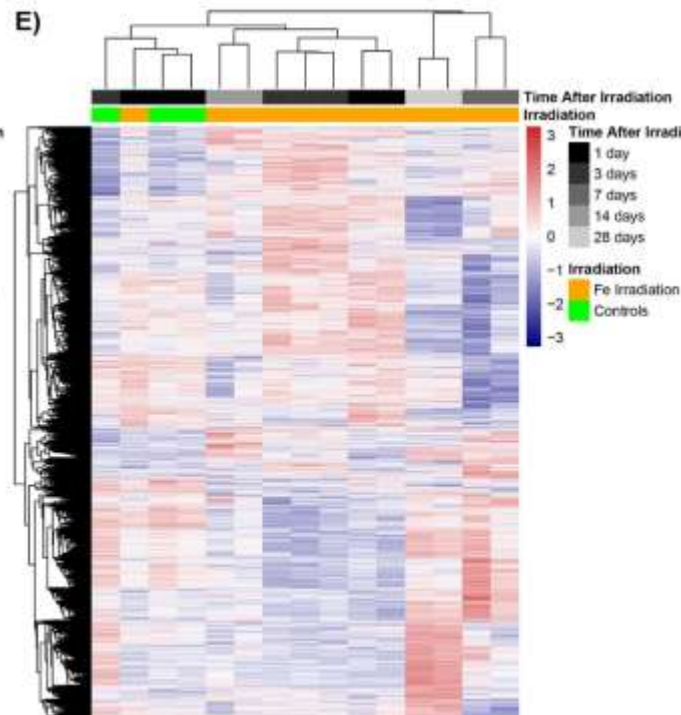 E)
Time After Irradiation
Irradiation
n
3
2
1
0
−1
−2
−3
Time After Irradi
1 day
3 days
7 days
14 days
28 days
Irradiation
Fe Irradiation
Controls